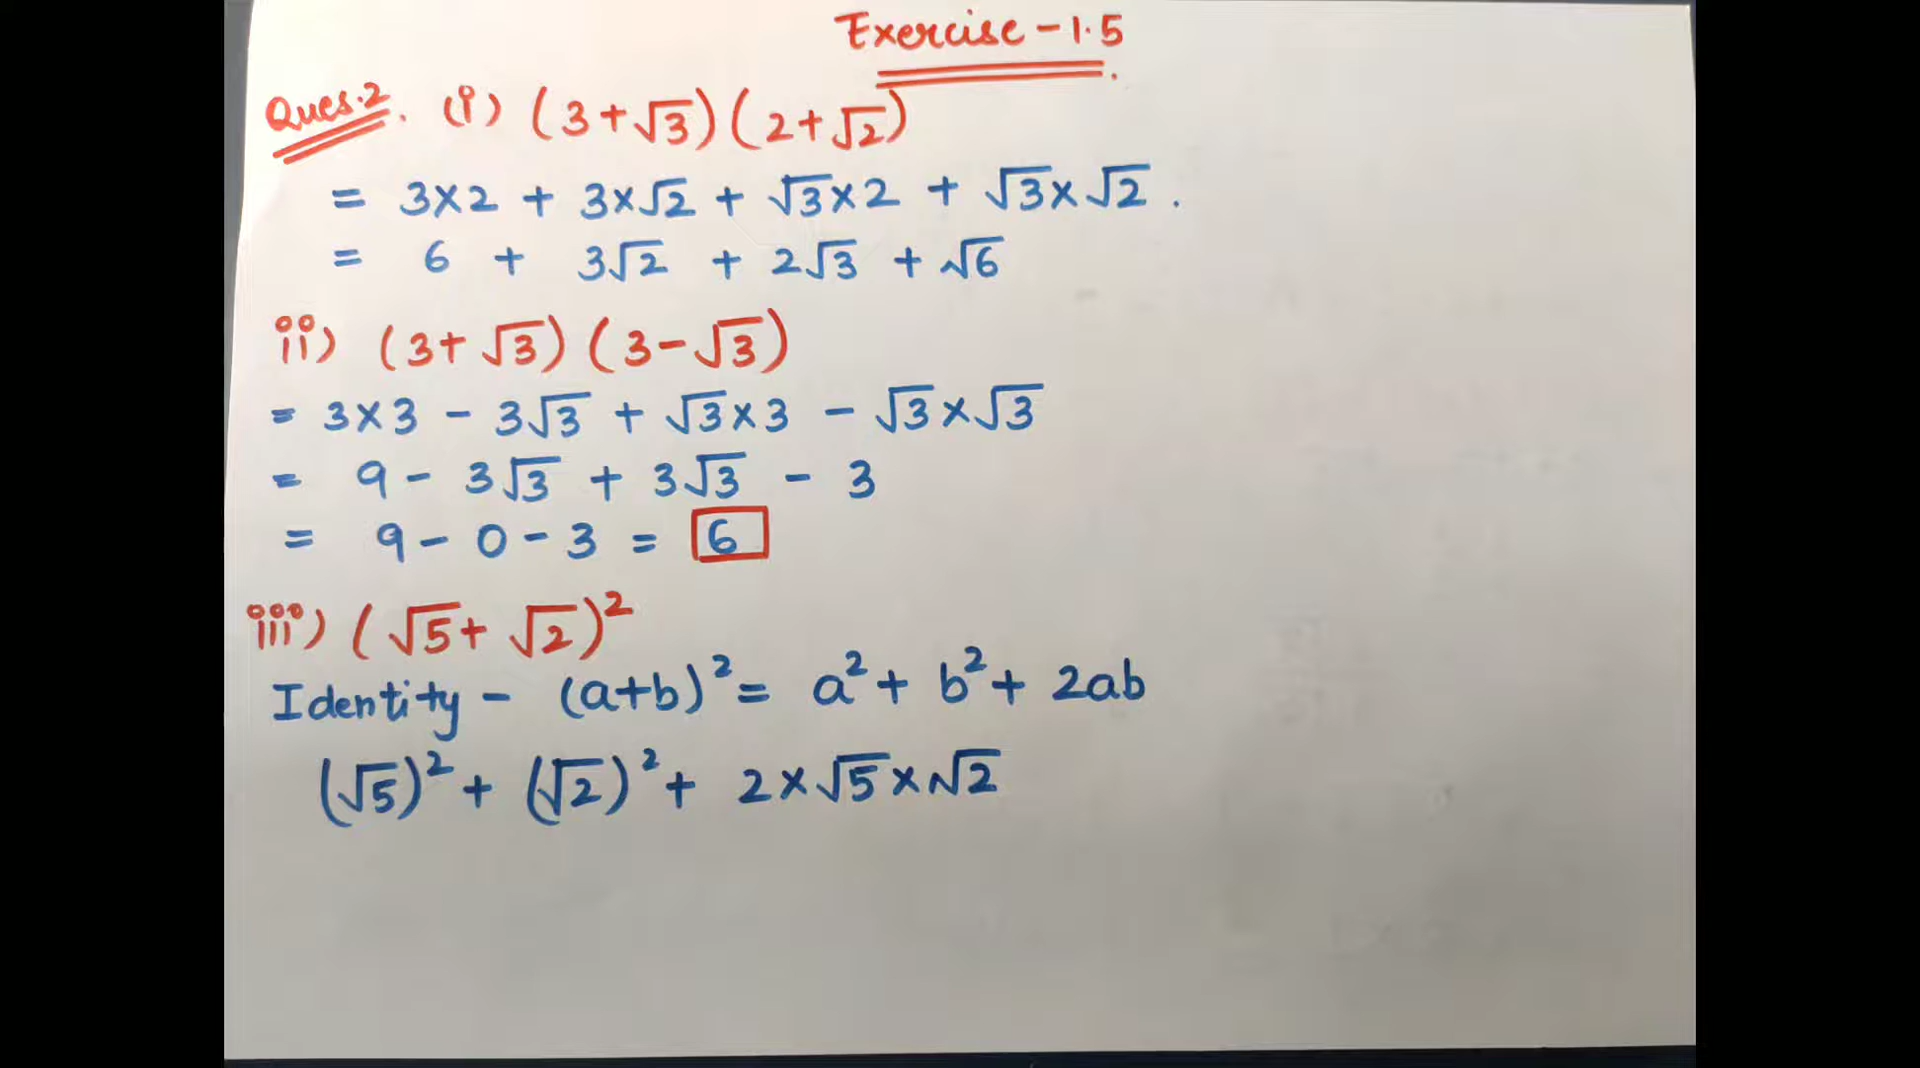 Exercise - 1.5
Ques.2. (i) (3+√3)(2+√2)
= 3×2 + 3×√2 + √3×2 + √3×√2.
= 6 + 3√2 + 2√3 + √6
ii) (3+√3)(3-√3)
= 3×3 - 3√3 + √3×3 - √3×√3
= 9 - 3√3 + 3√3 - 3
= 9 - 0 - 3 = 6
iii) (√5+√2)²
Identity - (a+b)² = a² + b² + 2ab
(√5)² + (√2)² + 2×√5×√2